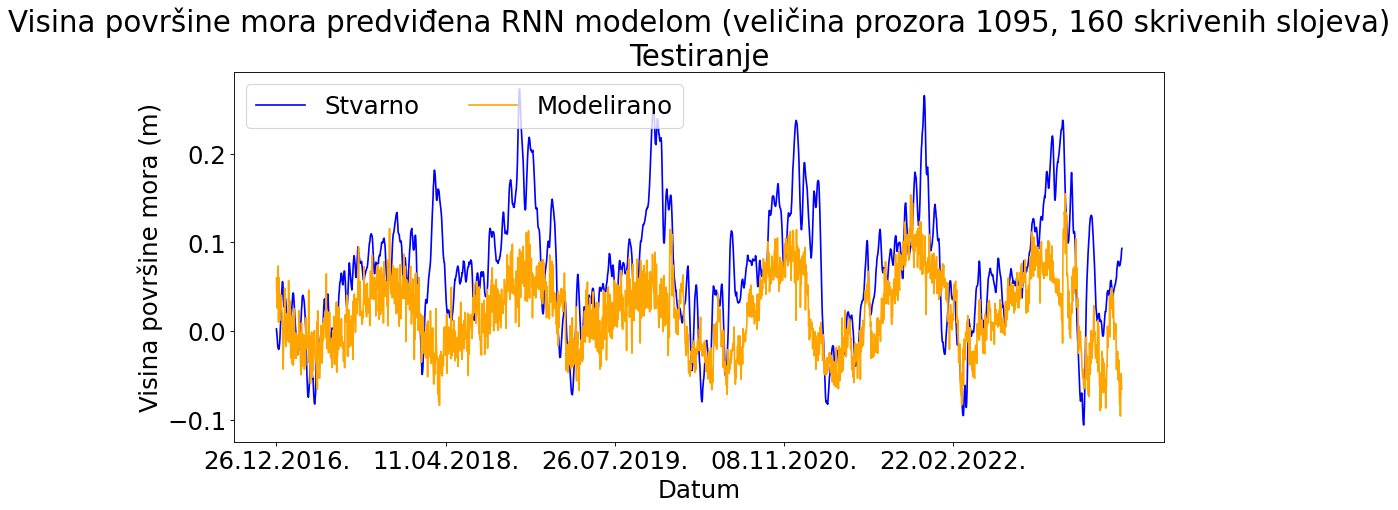 Visina površine mora predviđena RNN modelom (veličina prozora 1095, 160 skrivenih slojeva)
Testiranje
Stvarno
Modelirano
Visina površine mora (m)
0.2
0.1
0.0
−0.1
26.12.2016.
11.04.2018.
26.07.2019.
08.11.2020.
22.02.2022.
Datum